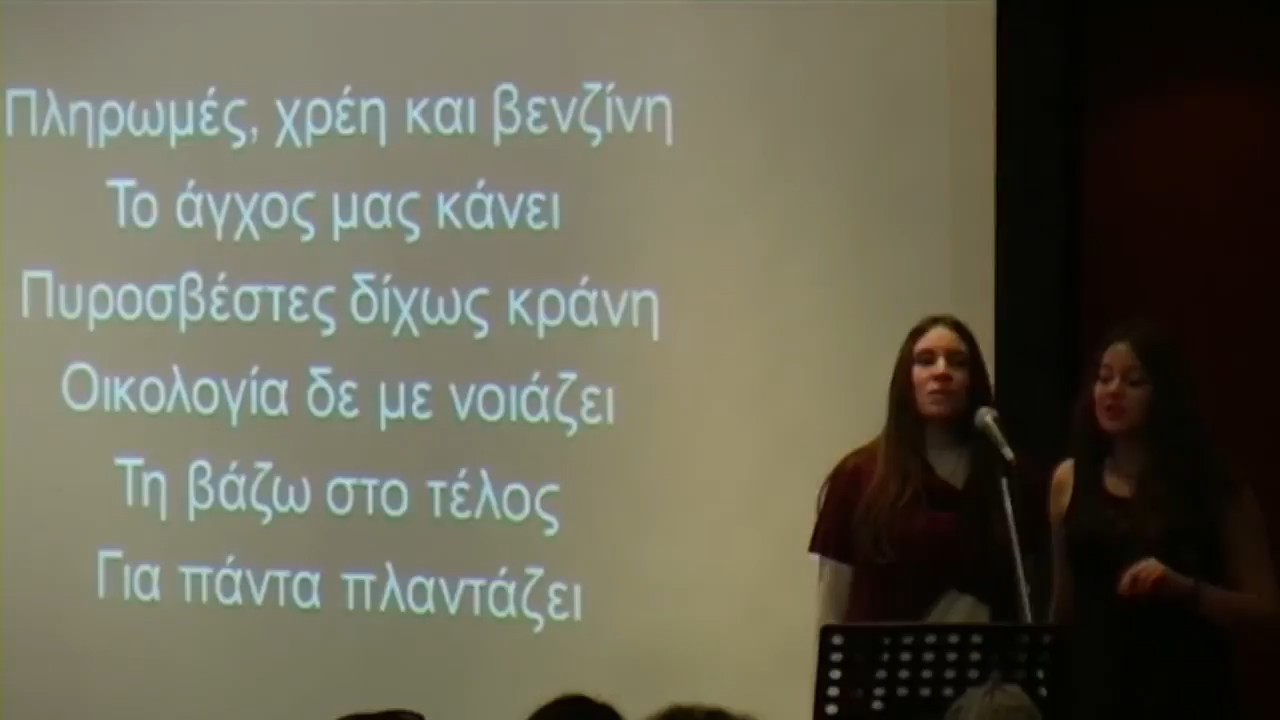 Πληρωμές, χρέη και βενζίνη
Το άγχος μας κάνει
Πυροσβέστες δίχως κράνη
Οικολογία δε με νοιάζει
Τη βάζω στο τέλος
Για πάντα πλαντάζει